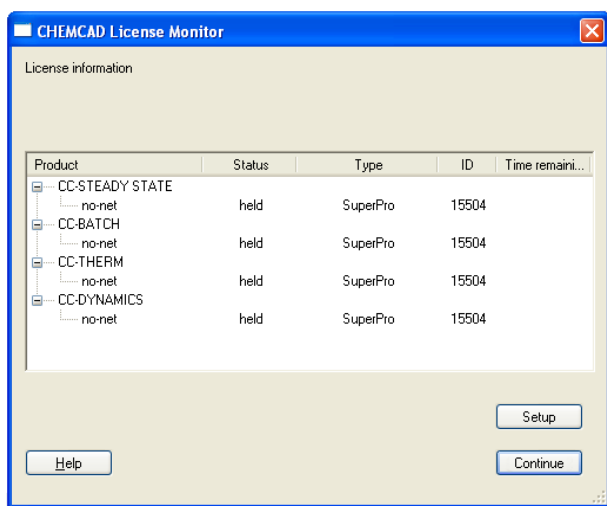 CHEMCAD License Monitor
License information
Product Status Type ID Time remaini...
CC-STEADY STATE
no-net held SuperPro 15504
CC-BATCH
no-net held SuperPro 15504
CC-THERM
no-net held SuperPro 15504
CC-DYNAMICS
no-net held SuperPro 15504
Setup
Help Continue